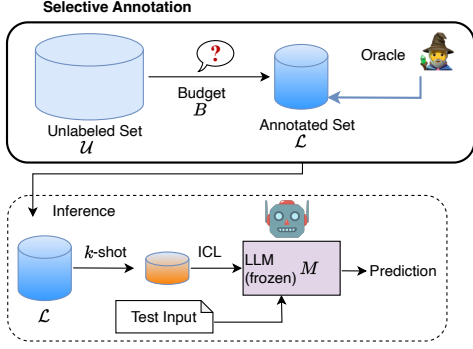 Selective Annotation
?
Oracle
Budget
B
Unlabeled Set
U
Annotated Set
L
Inference
k-shot
ICL
LLM
(frozen) M
Prediction
L
Test Input